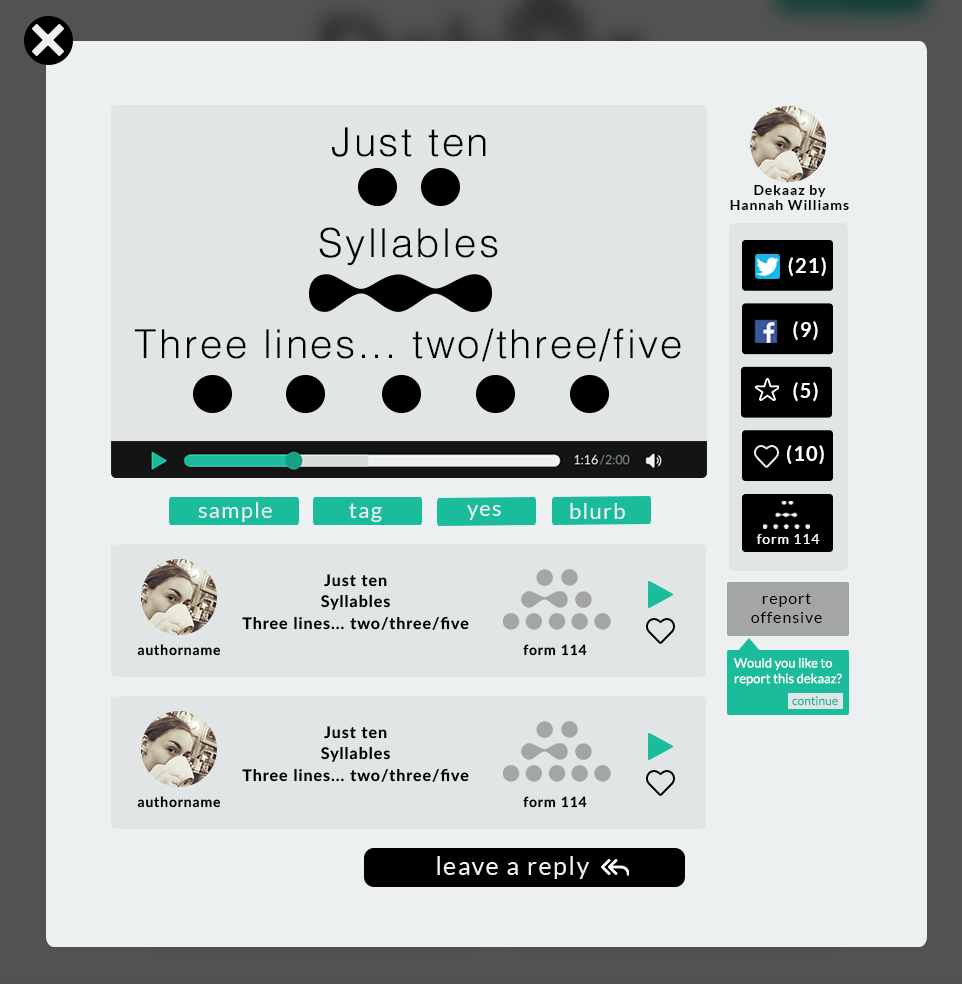 Just ten
Syllables
Three lines... two/three/five
1:16/2:00
sample
tag
yes
blurb
Just ten
Syllables
Three lines... two/three/five
authorname
form 114
Just ten
Syllables
Three lines... two/three/five
authorname
form 114
leave a reply
Dekaaz by
Hannah Williams
(21)
(9)
(5)
(10)
form 114
report
offensive
Would you like to
report this dekaaz?
continue